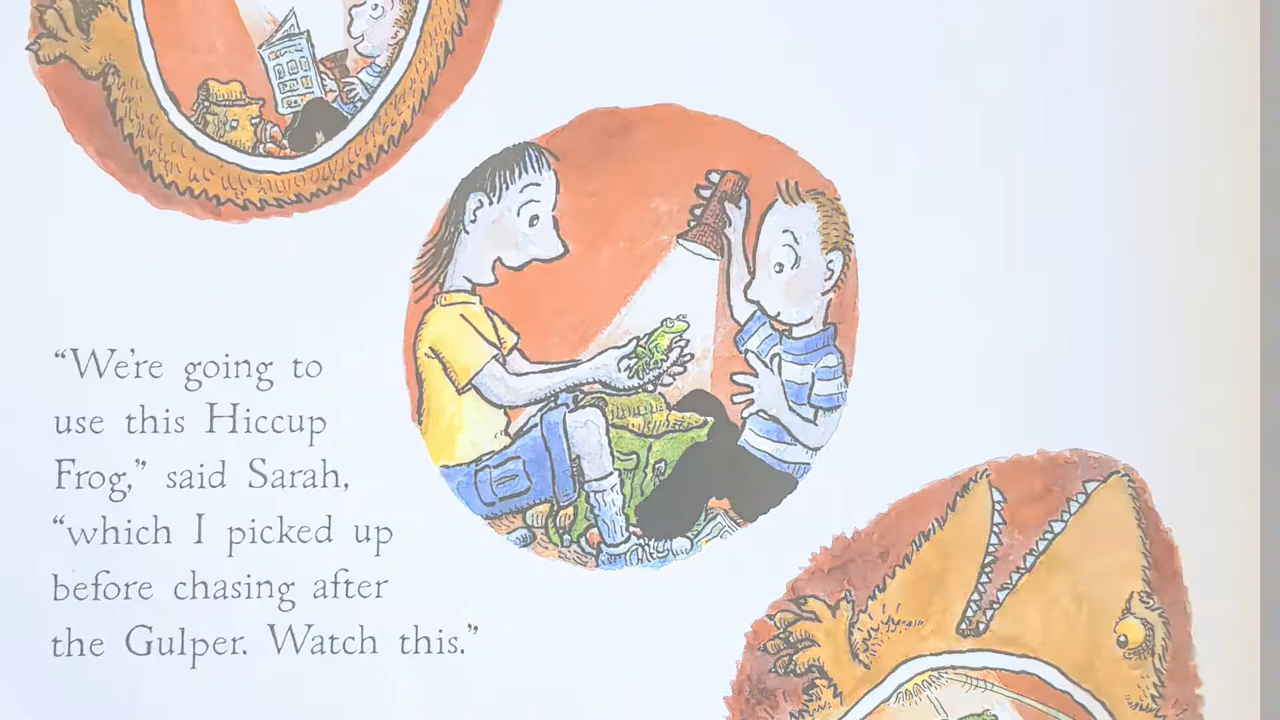 “We’re going to
use this Hiccup
Frog,” said Sarah,
“which I picked up
before chasing after
the Gulper. Watch this.”